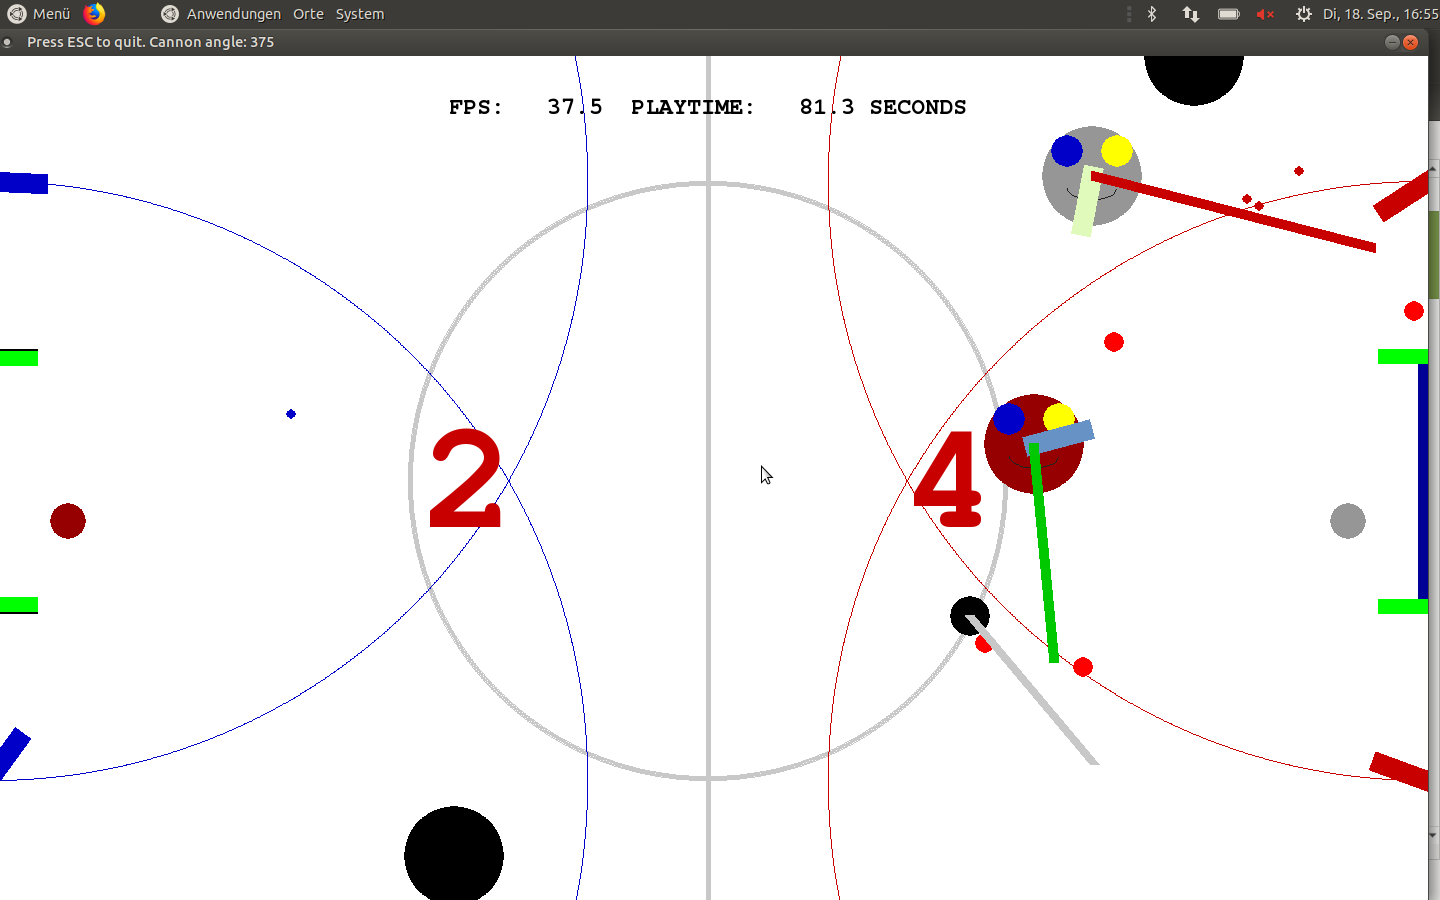 Menü Anwendungen Orte System Di, 18. Sep., 16:55
Press ESC to quit. Cannon angle: 375
FPS: 37.5 PLAYTIME: 81.3 SECONDS
2 4